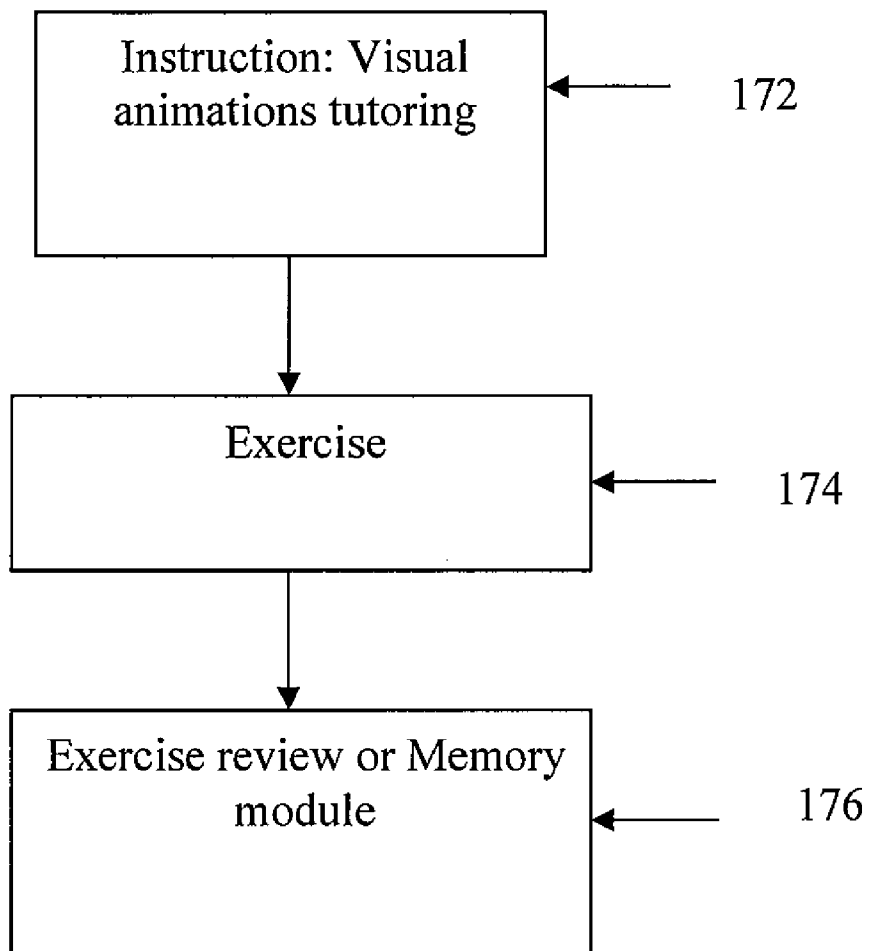 Instruction: Visual
animations tutoring
172
Exercise
174
Exercise review or Memory
module
176